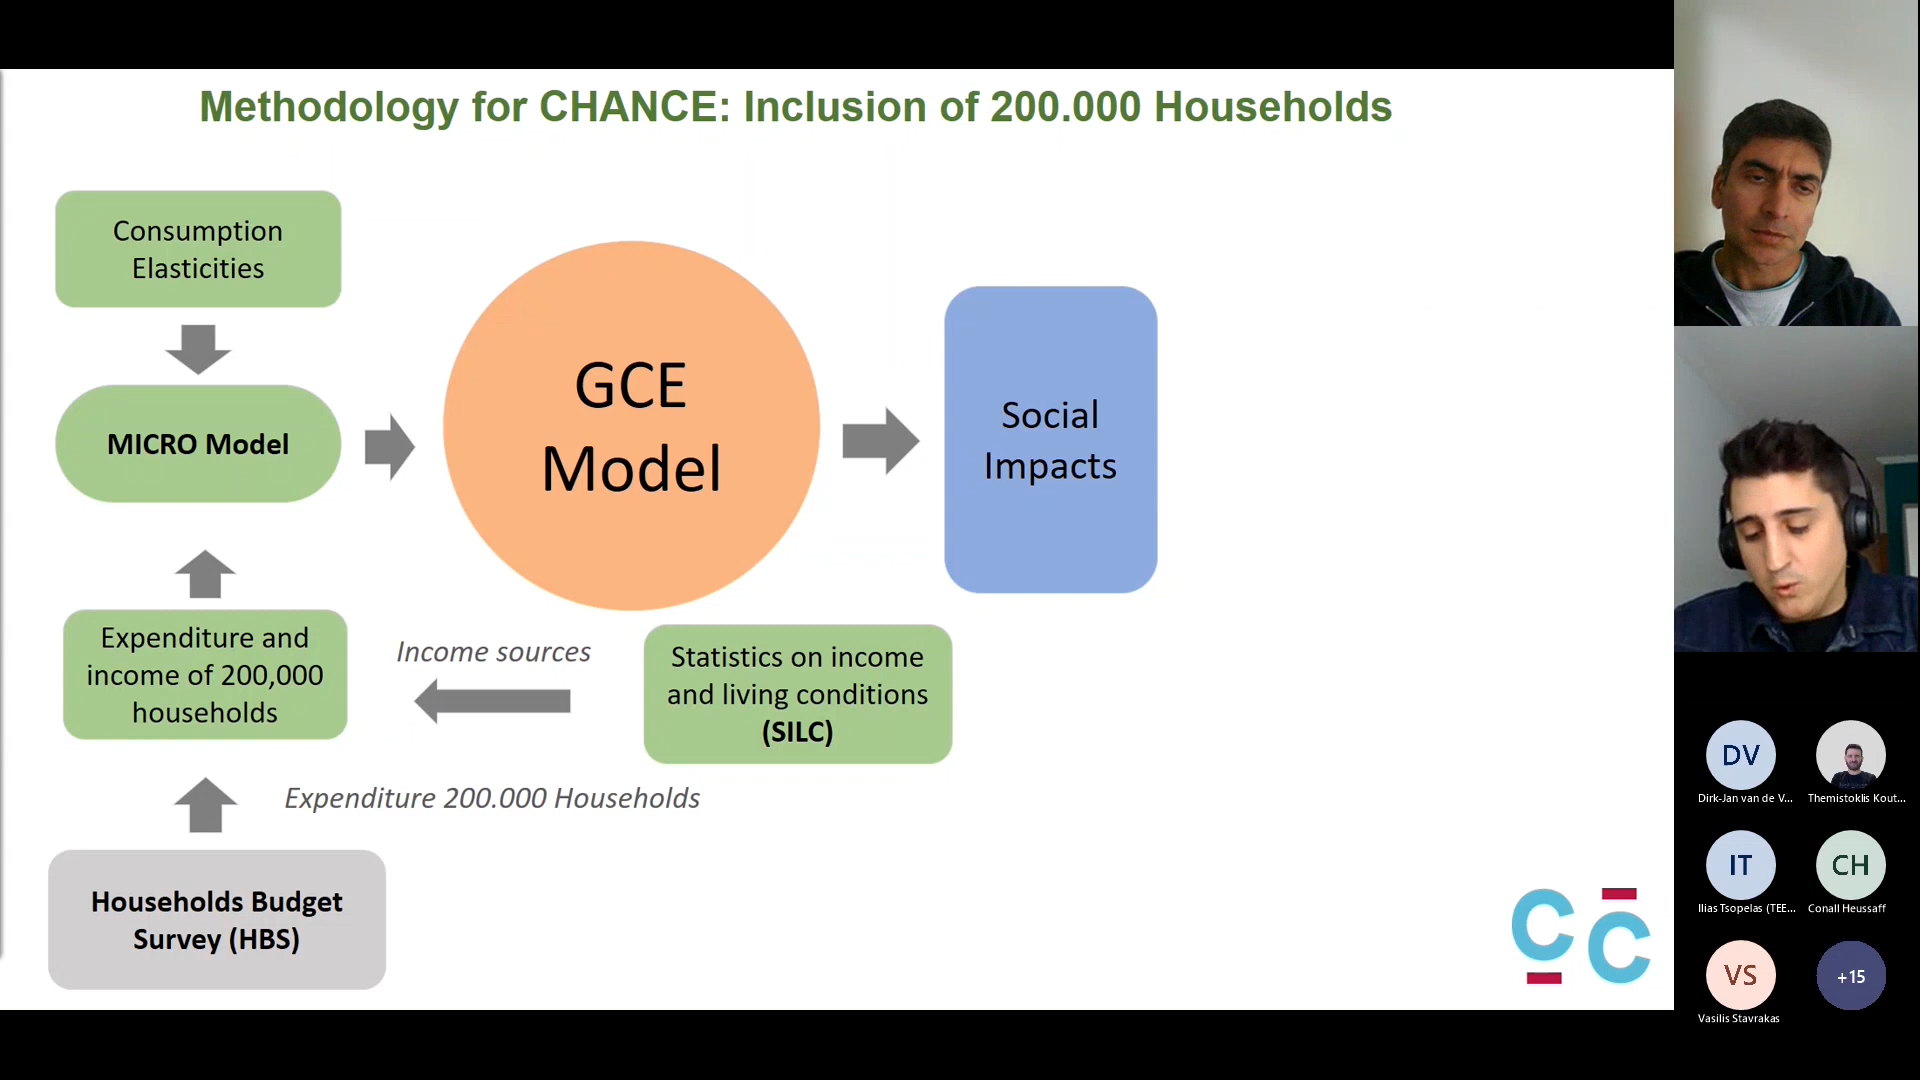 Methodology for CHANCE: Inclusion of 200.000 Households
Consumption
Elasticities
MICRO Model
GCE
Model
Social
Impacts
Expenditure and
income of 200,000
households
Income sources
Statistics on income
and living conditions
(SILC)
Expenditure 200.000 Households
Households Budget
Survey (HBS)
C C
DV
Dirk-Jan van de V...
Themistoklis Kout...
IT
Ilias Tsopelas (TEE...
CH
Conall Heussaff
VS
Vasilis Stavrakas
+15